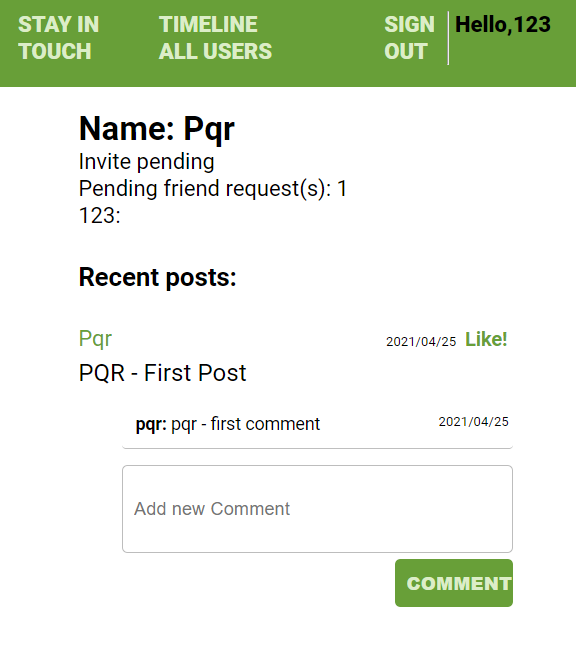 STAY IN TOUCH
TIMELINE
ALL USERS
SIGN OUT
Hello,123
Name: Pqr
Invite pending
Pending friend request(s): 1
123:
Recent posts:
Pqr 2021/04/25 Like!
PQR - First Post
pqr: pqr - first comment 2021/04/25
Add new Comment
COMMENT